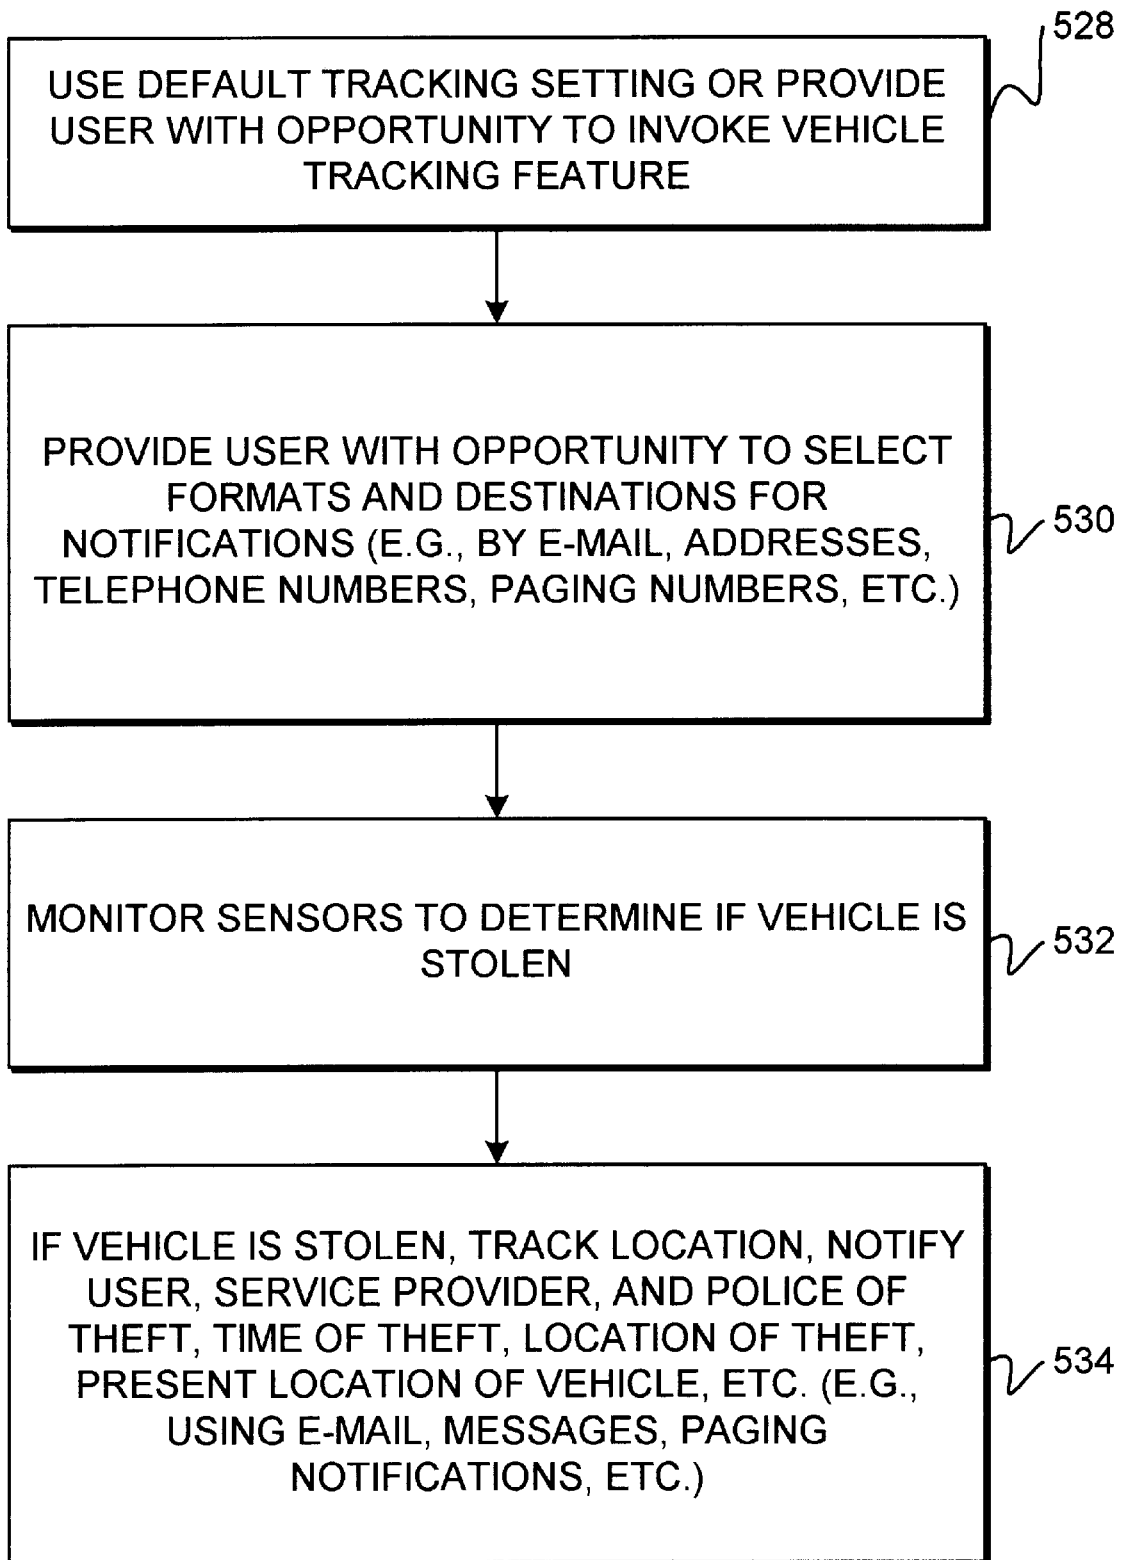 528
USE DEFAULT TRACKING SETTING OR PROVIDE
USER WITH OPPORTUNITY TO INVOKE VEHICLE
TRACKING FEATURE
PROVIDE USER WITH OPPORTUNITY TO SELECT
FORMATS AND DESTINATIONS FOR
NOTIFICATIONS (E.G., BY E-MAIL, ADDRESSES,
TELEPHONE NUMBERS, PAGING NUMBERS, ETC.)
530
MONITOR SENSORS TO DETERMINE IF VEHICLE IS
STOLEN
532
IF VEHICLE IS STOLEN, TRACK LOCATION, NOTIFY
USER, SERVICE PROVIDER, AND POLICE OF
THEFT, TIME OF THEFT, LOCATION OF THEFT,
PRESENT LOCATION OF VEHICLE, ETC. (E.G.,
USING E-MAIL, MESSAGES, PAGING
NOTIFICATIONS, ETC.)
534